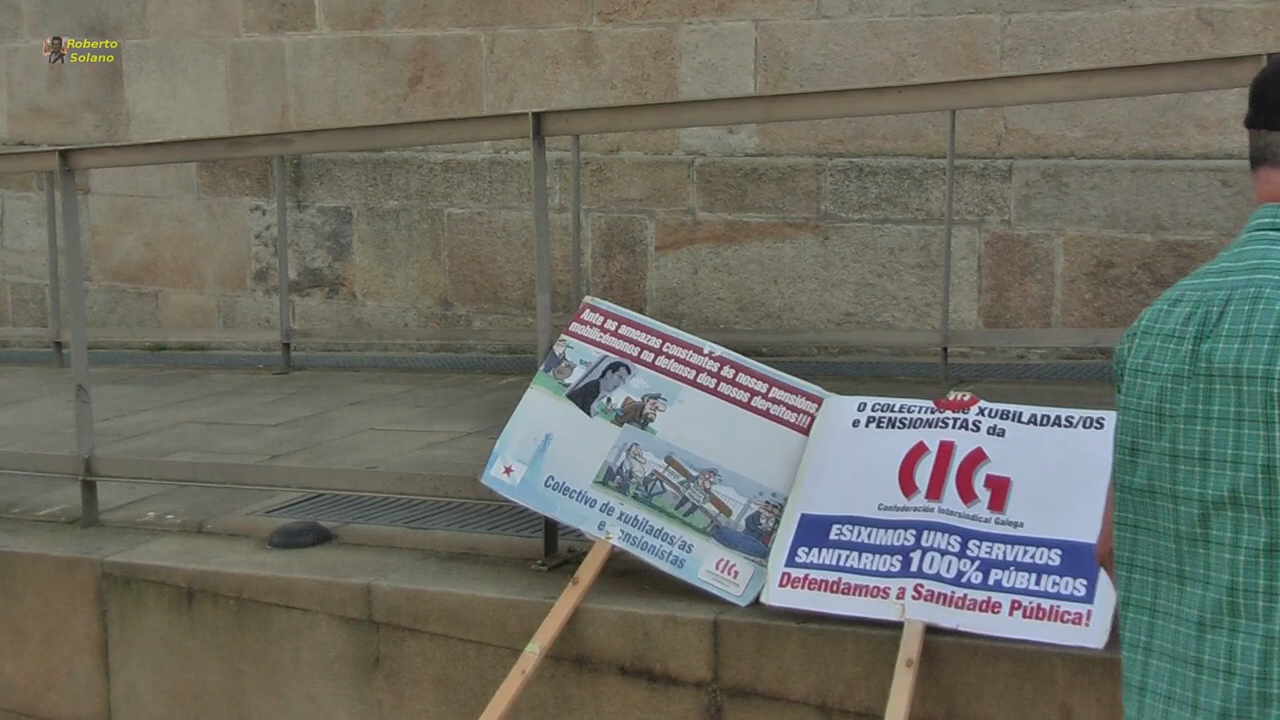 Roberto
Solano
Ante as ameazas constantes ás nosas pensións,
mobilicémonos na defensa dos nosos dereitos!!!
Colectivo de xubilados/as
e pensionistas
CIG
O COLECTIVO de XUBILADAS/OS
e PENSIONISTAS da
CIG
Confederación Intersindical Galega
ESIXIMOS UNS SERVIZOS
SANITARIOS 100% PÚBLICOS
Defendamos a Sanidade Pública!